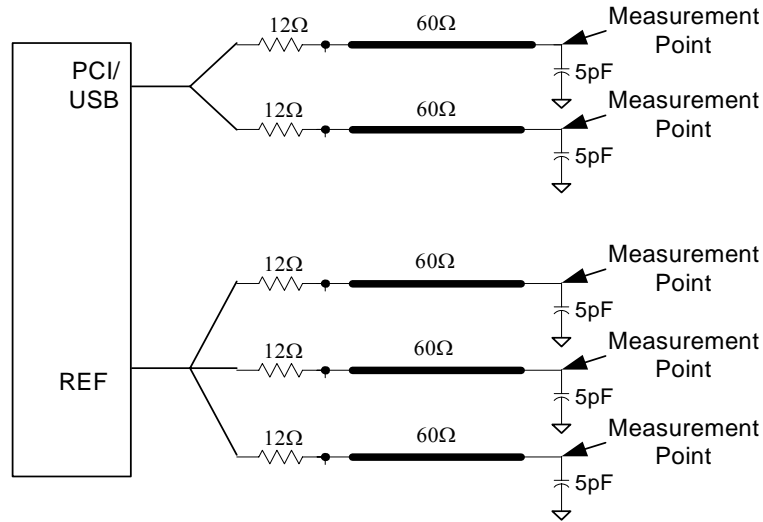 12Ω
60Ω
Measurement
Point
5pF
PCI/
USB
12Ω
60Ω
Measurement
Point
5pF
12Ω
60Ω
Measurement
Point
5pF
REF
12Ω
60Ω
Measurement
Point
5pF
12Ω
60Ω
Measurement
Point
5pF